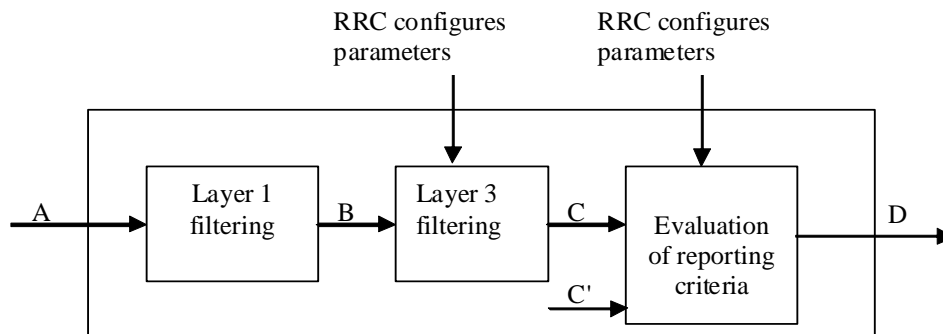 RRC configures
parameters
RRC configures
parameters
Layer 1
filtering
Layer 3
filtering
Evaluation
of reporting
criteria
A
B
C
C'
D